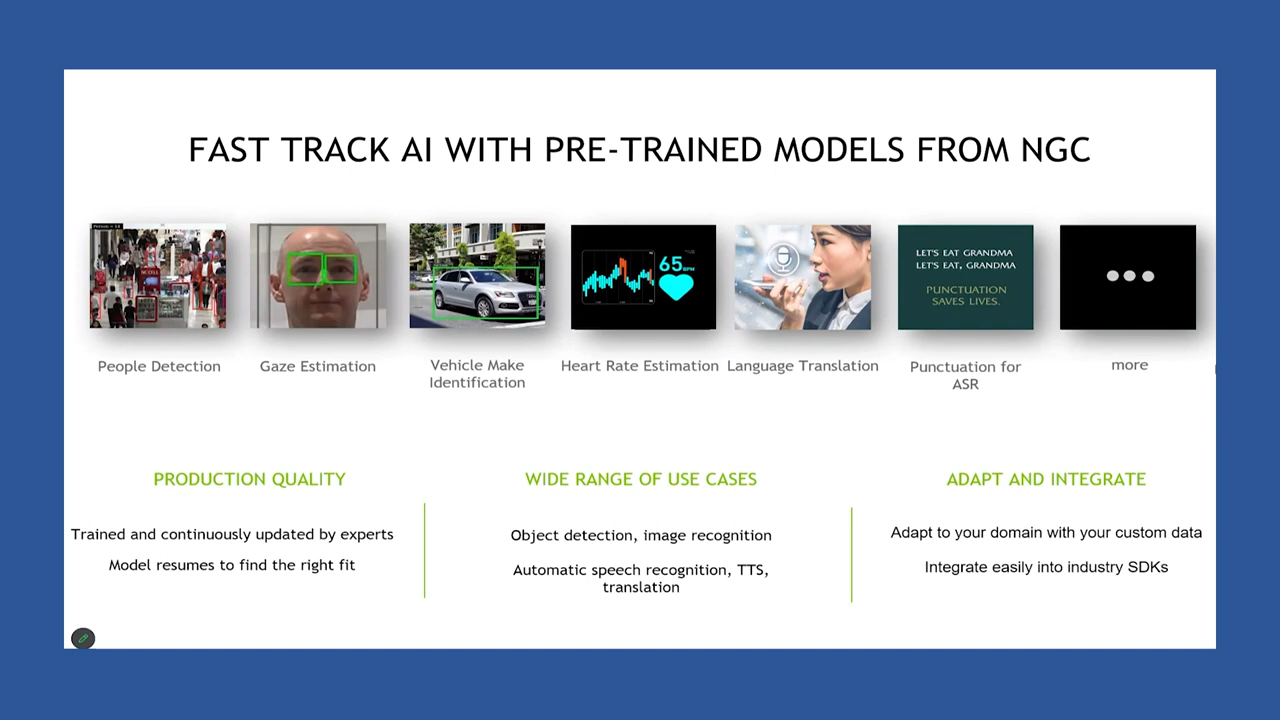 FAST TRACK AI WITH PRE-TRAINED MODELS FROM NGC
NGC CELL
65 BPM
LET'S EAT GRANDMA
LET'S EAT, GRANDMA
PUNCTUATION
SAVES LIVES.
People Detection
Gaze Estimation
Vehicle Make
Identification
Heart Rate Estimation
Language Translation
Punctuation for
ASR
more
PRODUCTION QUALITY
Trained and continuously updated by experts
Model resumes to find the right fit
WIDE RANGE OF USE CASES
Object detection, image recognition
Automatic speech recognition, TTS,
translation
ADAPT AND INTEGRATE
Adapt to your domain with your custom data
Integrate easily into industry SDKs